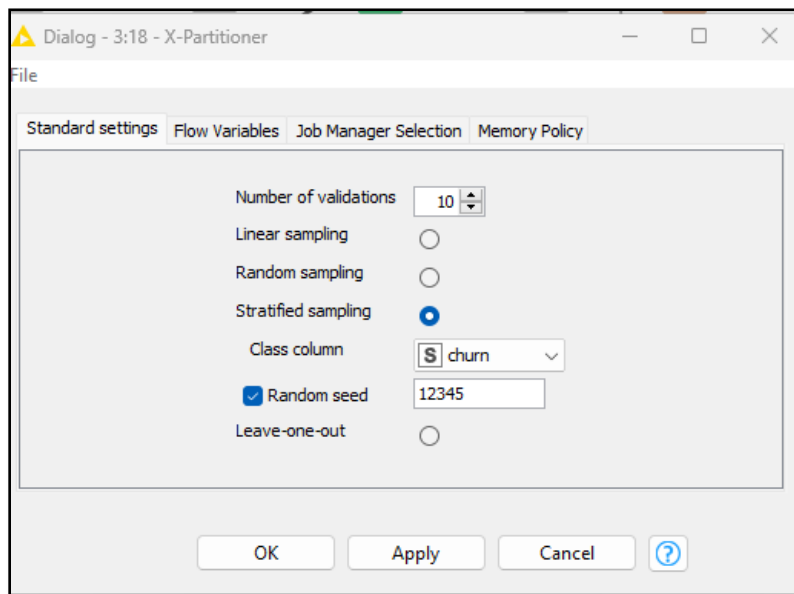 Dialog - 3:18 - X-Partitioner
File
Standard settings Flow Variables Job Manager Selection Memory Policy
Number of validations 10
Linear sampling
Random sampling
Stratified sampling
Class column S churn
Random seed 12345
Leave-one-out
OK Apply Cancel ?